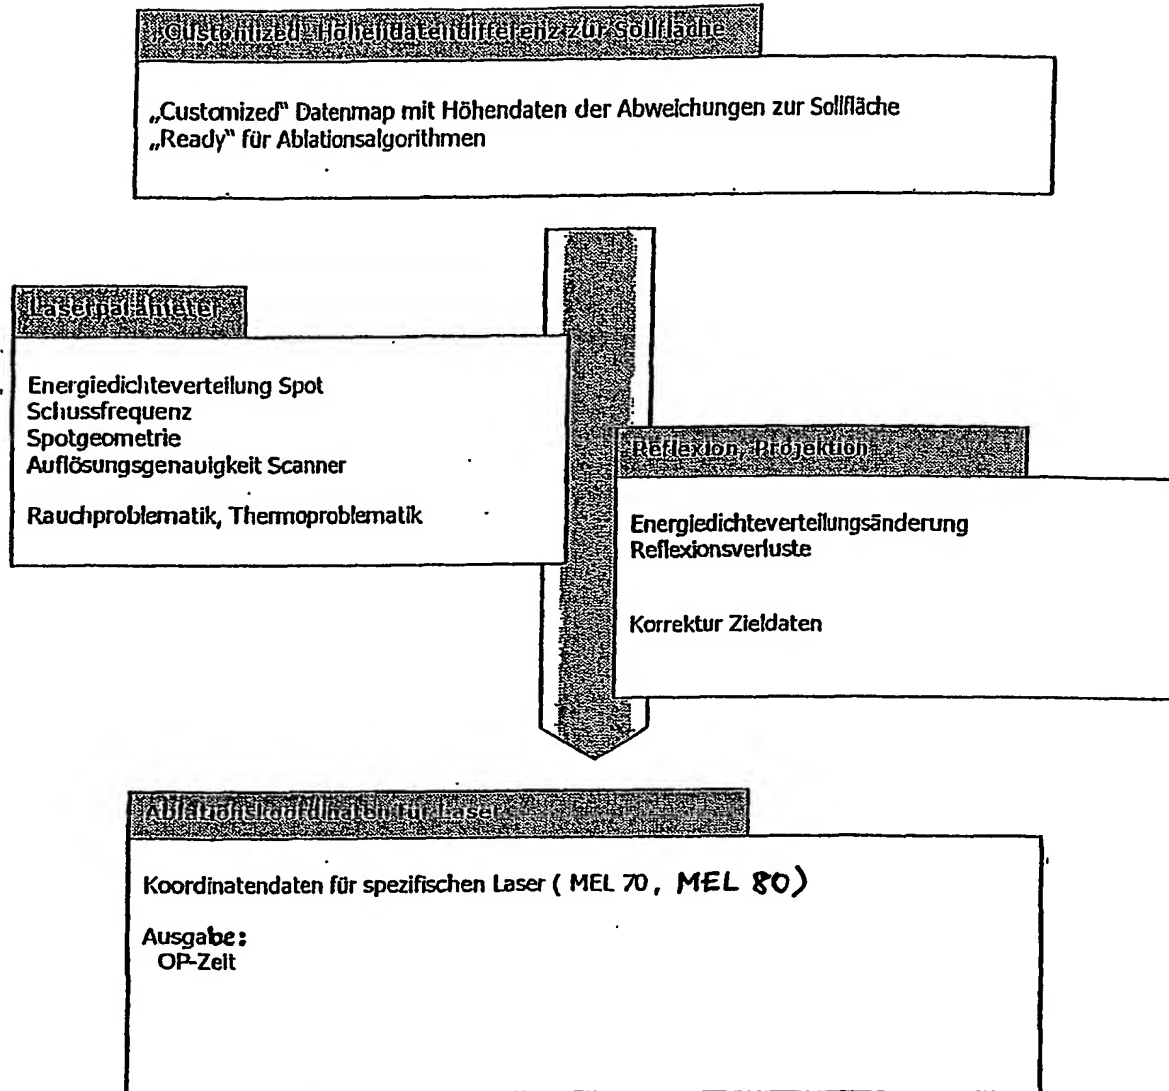 „Customized“ Höhendatendifferenz zur Sollfläche
„Customized“ Datenmap mit Höhendaten der Abweichungen zur Sollfläche
„Ready“ für Ablationsalgorithmen
Laserparameter
Energiedichteverteilung Spot
Schussfrequenz
Spotgeometrie
Auflösungsgenauigkeit Scanner
Rauchproblematik, Thermoproblematik
Reflexion, Projektion
Energiedichteverteilungsänderung
Reflexionsverluste
Korrektur Zieldaten
Ablationskoordinaten für Laser
Koordinatendaten für spezifischen Laser ( MEL 70, MEL 80)
Ausgabe:
OP-Zeit